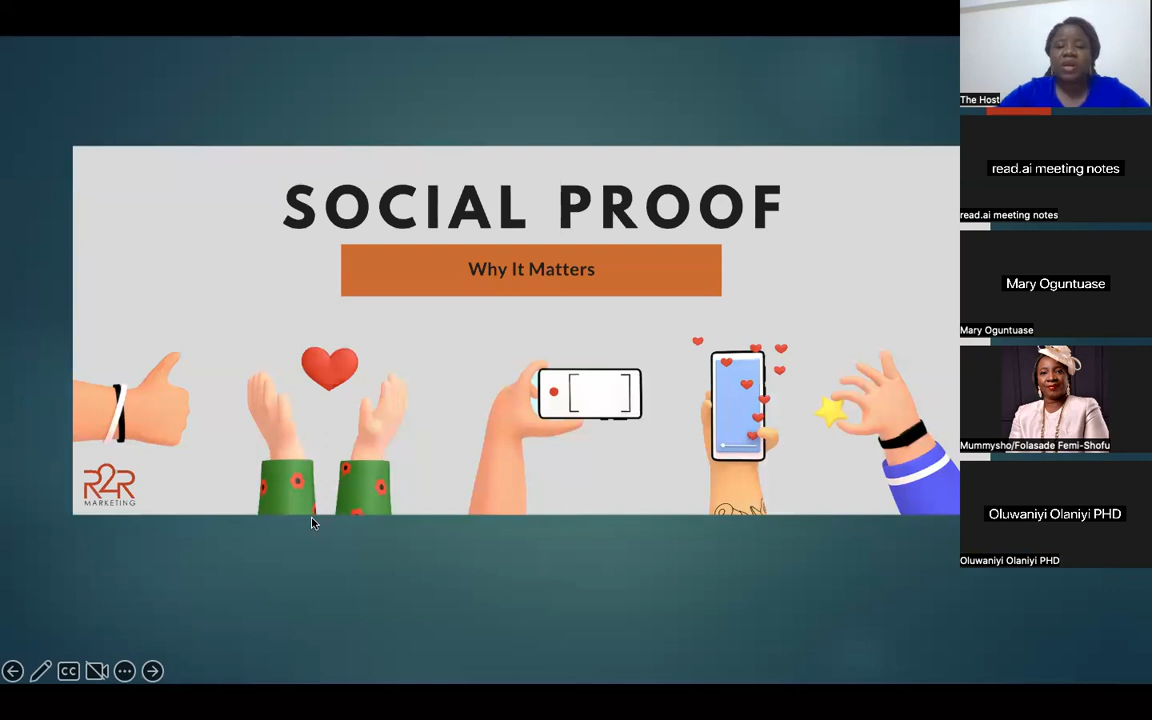 SOCIAL PROOF
Why It Matters
R2R
MARKETING
CC
The Host
read.ai meeting notes
read.ai meeting notes
Mary Oguntuase
Mary Oguntuase
Mummysho/Folasade Femi-Shofu
Oluwaniyi Olaniyi PHD
Oluwaniyi Olaniyi PHD